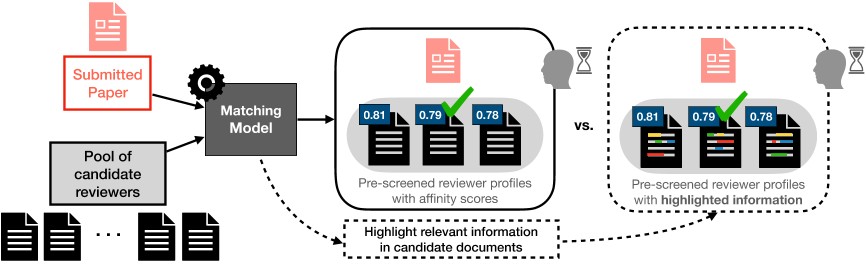 Submitted
Paper
Pool of
candidate
reviewers
. . .
Matching
Model
0.81
0.79
0.78
Pre-screened reviewer profiles
with affinity scores
vs.
0.81
0.79
0.78
Pre-screened reviewer profiles
with highlighted information
Highlight relevant information
in candidate documents